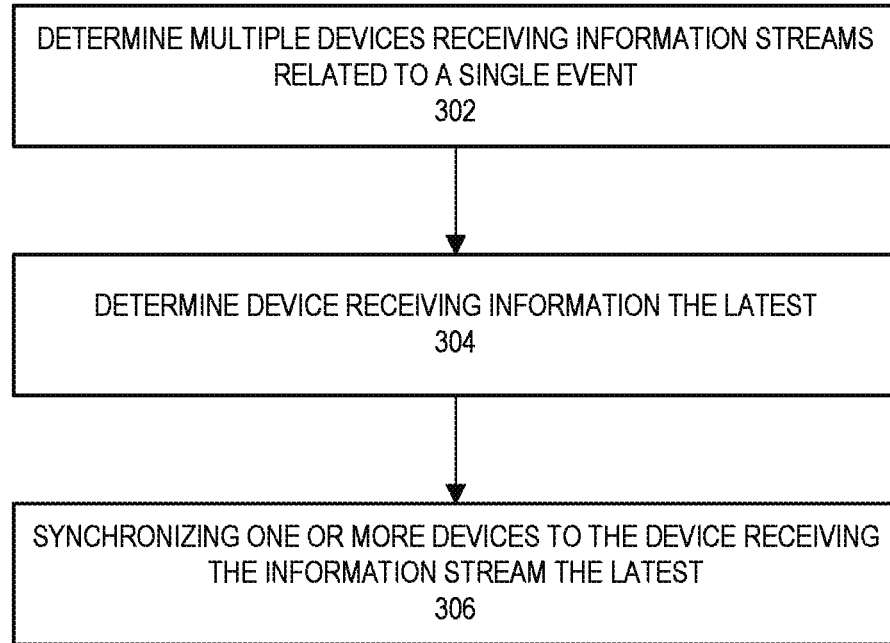 DETERMINE MULTIPLE DEVICES RECEIVING INFORMATION STREAMS
RELATED TO A SINGLE EVENT
302
DETERMINE DEVICE RECEIVING INFORMATION THE LATEST
304
SYNCHRONIZING ONE OR MORE DEVICES TO THE DEVICE RECEIVING
THE INFORMATION STREAM THE LATEST
306